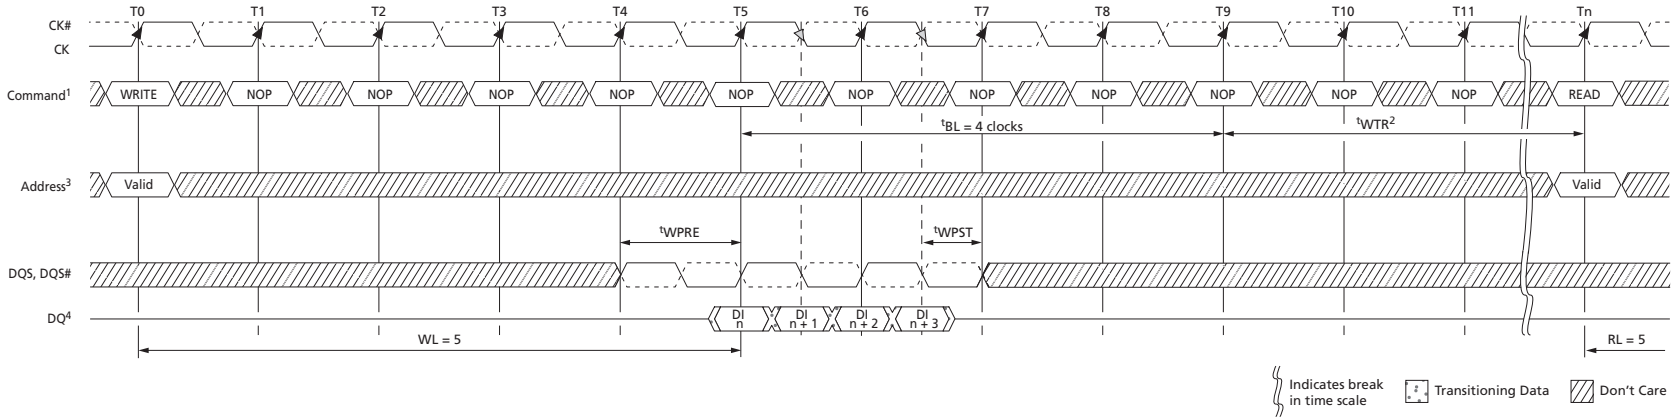 T0 T1 T2 T3 T4 T5 T6 T7 T8 T9 T10 T11 Tn
CK#
CK
Command¹ WRITE NOP NOP NOP NOP NOP NOP NOP NOP NOP NOP NOP READ
ᵗBL = 4 clocks ᵗWTR²
Address³ Valid Valid
ᵗWPRE ᵗWPST
DQS, DQS#
DQ⁴ DI n DI n + 1 DI n + 2 DI n + 3
WL = 5 RL = 5
Indicates break in time scale Transitioning Data Don't Care